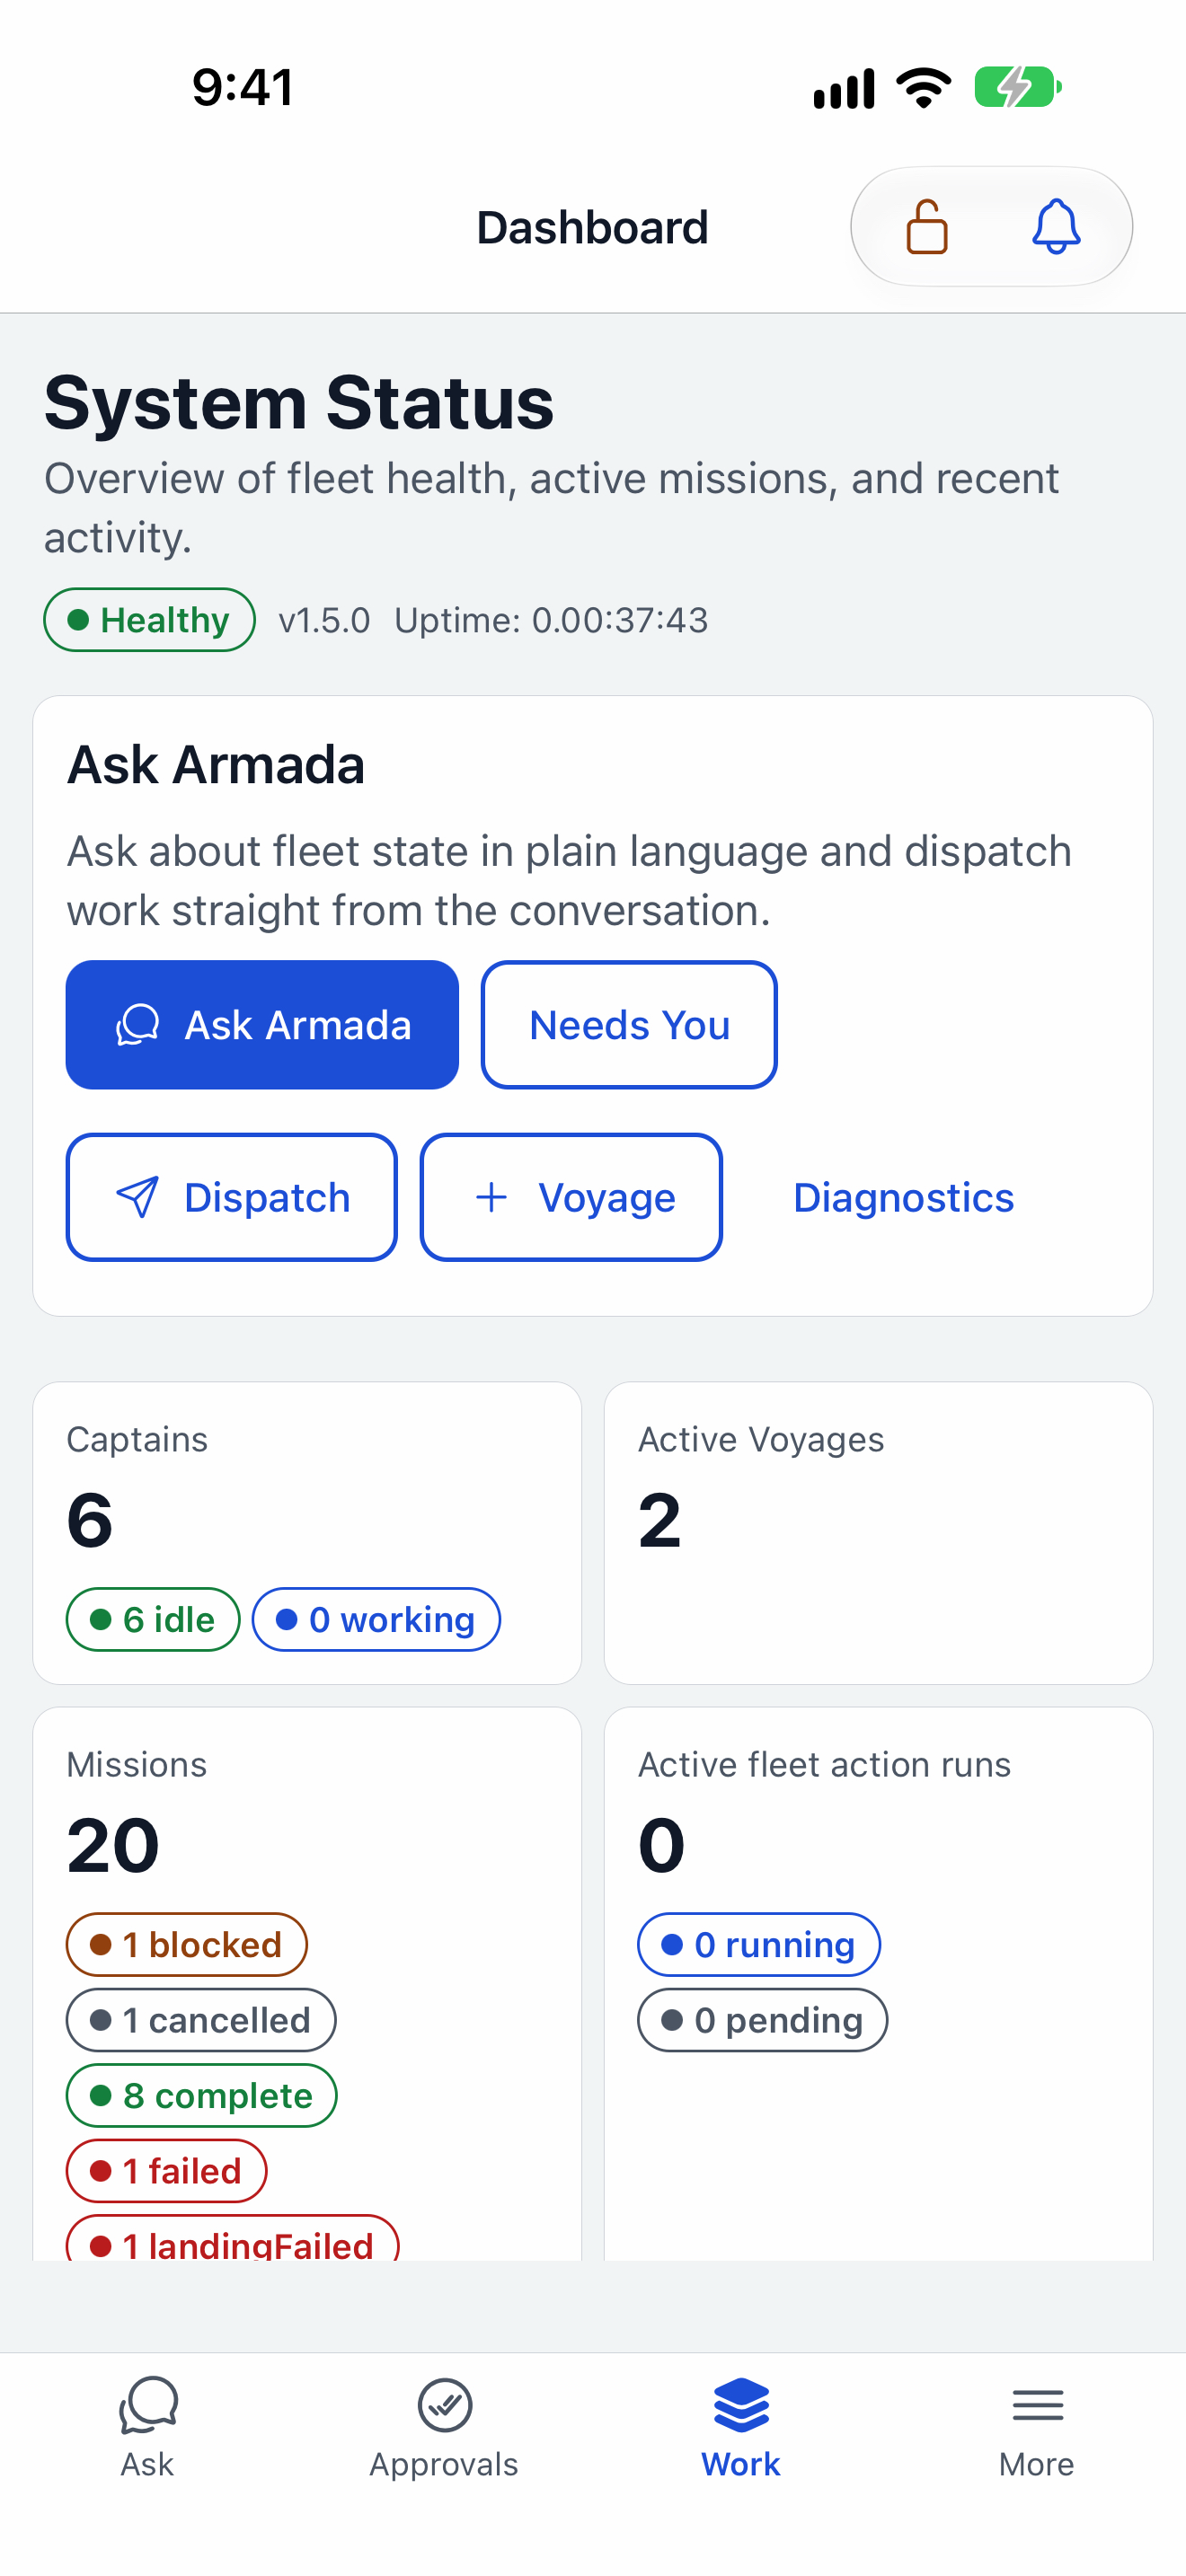 9:41
Dashboard
System Status
Overview of fleet health, active missions, and recent
activity.
Healthy v1.5.0 Uptime: 0.00:37:43
Ask Armada
Ask about fleet state in plain language and dispatch
work straight from the conversation.
Ask Armada Needs You
Dispatch Voyage Diagnostics
Captains
6
6 idle 0 working
Active Voyages
2
Missions
20
1 blocked
1 cancelled
8 complete
1 failed
1 landingFailed
Active fleet action runs
0
0 running
0 pending
Ask Approvals Work More